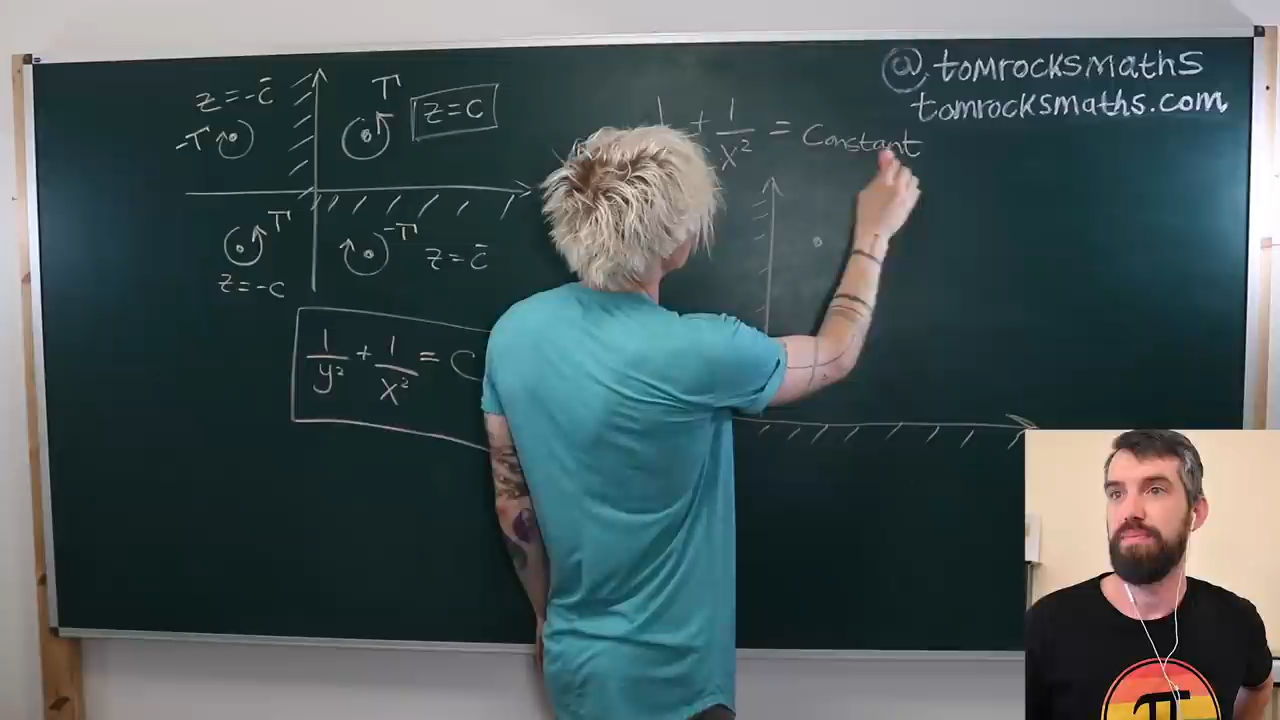 @tomrocksmaths
tomrocksmaths.com
z = -c̄
-Γ
Γ
z = c
Γ
z = -c
-Γ
z = c̄
1/y² + 1/x² = C
+ 1/x² = Constant
π